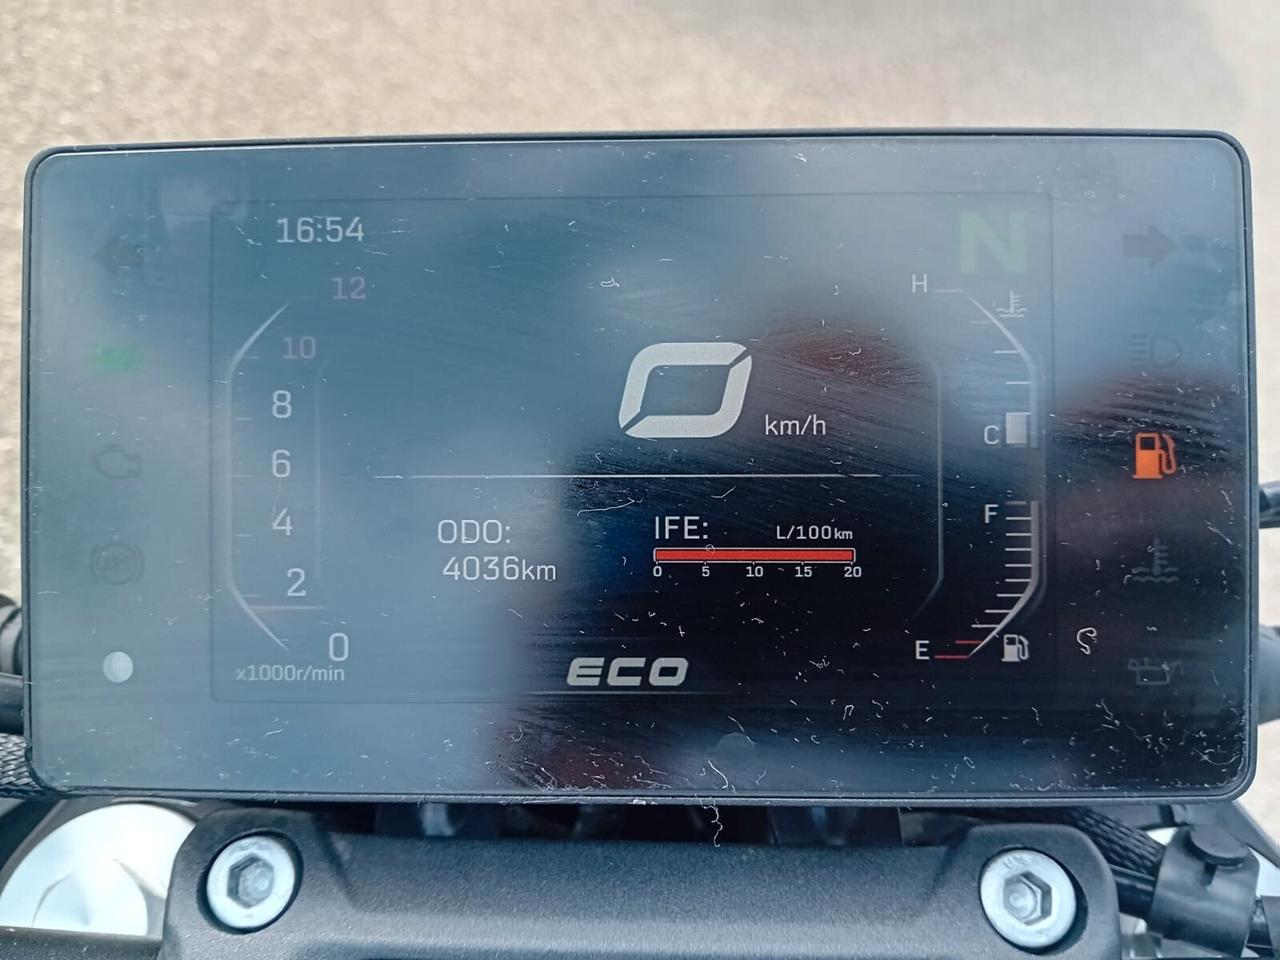 16:54
N
12
10
8
6
4
2
0
x1000r/min
0 km/h
H
C
F
E
ODO:
4036km
IFE: L/100km
0 5 10 15 20
ECO